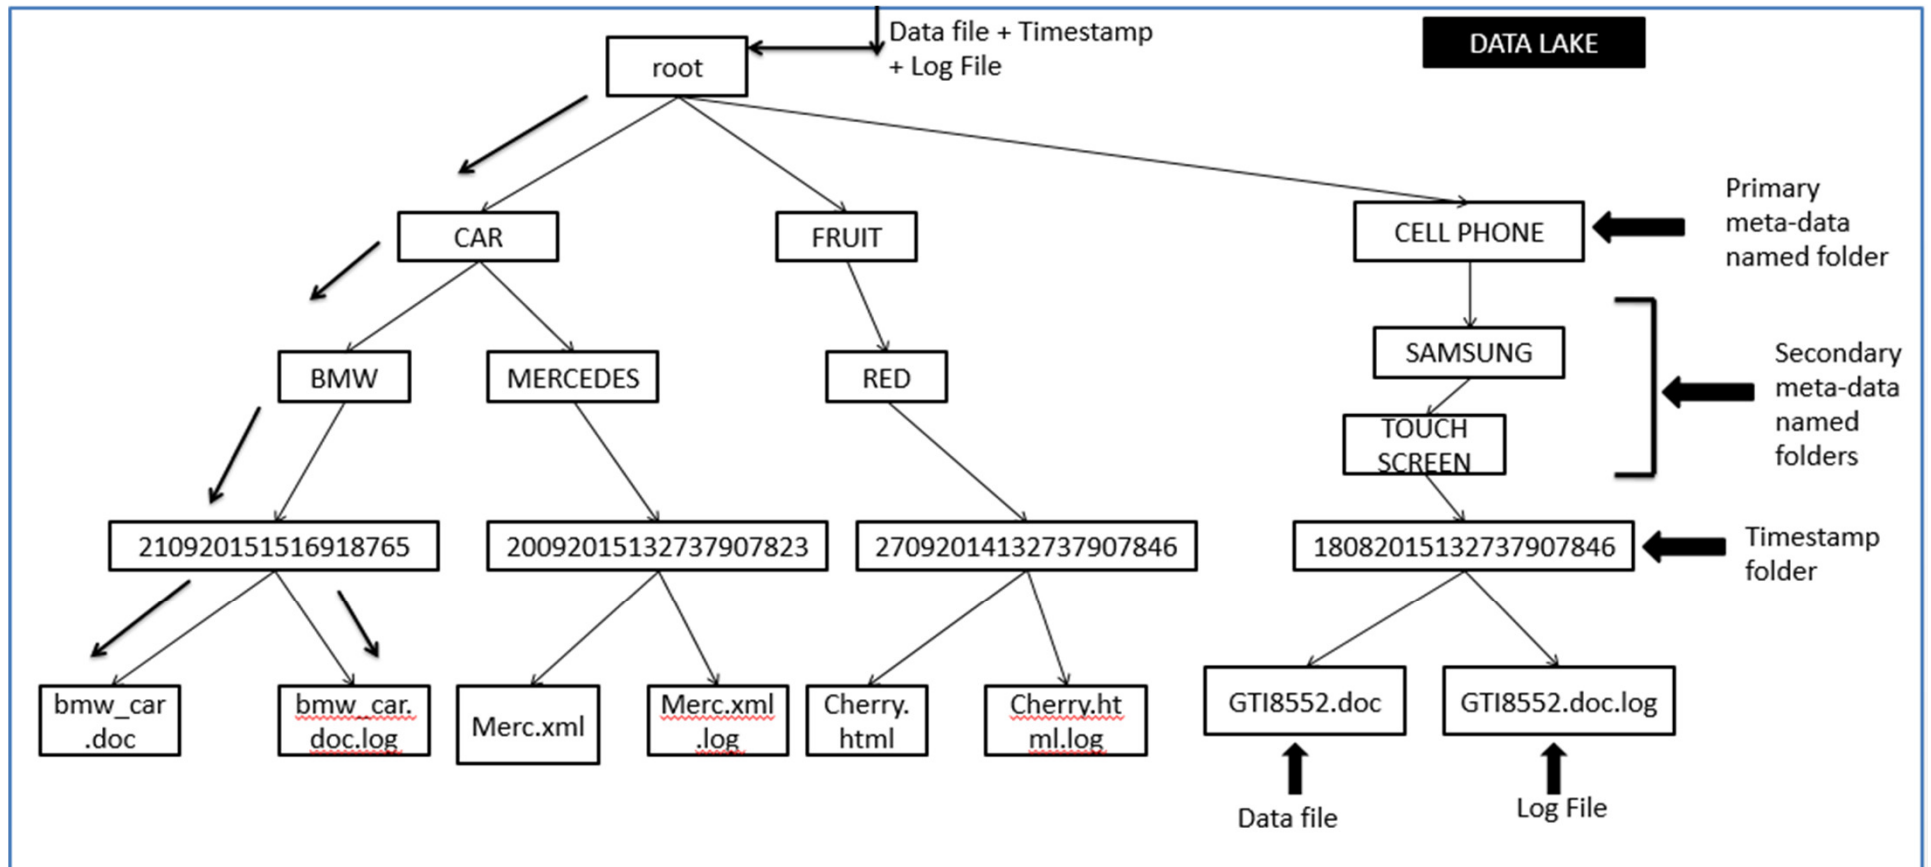 Data file + Timestamp
+ Log File
DATA LAKE
root
CAR
FRUIT
CELL PHONE
Primary
meta-data
named folder
BMW
MERCEDES
RED
SAMSUNG
TOUCH
SCREEN
Secondary
meta-data
named
folders
210920151516918765
20092015132737907823
27092014132737907846
18082015132737907846
Timestamp
folder
bmw_car
.doc
bmw_car.
doc.log
Merc.xml
Merc.xml
.log
Cherry.
html
Cherry.ht
ml.log
GTI8552.doc
GTI8552.doc.log
Data file
Log File